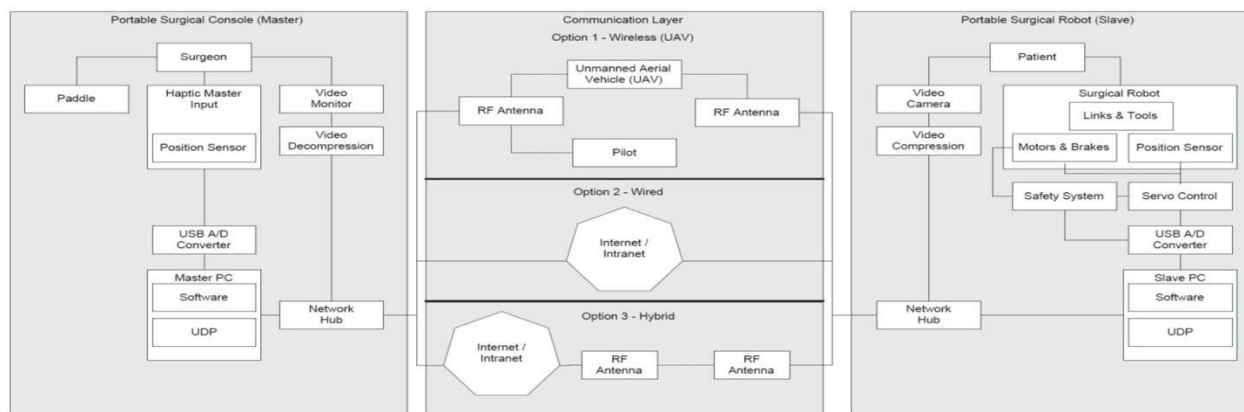 Portable Surgical Console (Master)
Surgeon
Paddle
Haptic Master
Input
Position Sensor
Video
Monitor
Video
Decompression
USB A/D
Converter
Master PC
Software
UDP
Network
Hub
Communication Layer
Option 1 - Wireless (UAV)
Unmanned Aerial
Vehicle (UAV)
RF Antenna
RF Antenna
Pilot
Option 2 - Wired
Internet /
Intranet
Option 3 - Hybrid
Internet /
Intranet
RF
Antenna
RF
Antenna
Portable Surgical Robot (Slave)
Patient
Video
Camera
Video
Compression
Surgical Robot
Links & Tools
Motors & Brakes
Position Sensor
Safety System
Servo Control
USB A/D
Converter
Network
Hub
Slave PC
Software
UDP